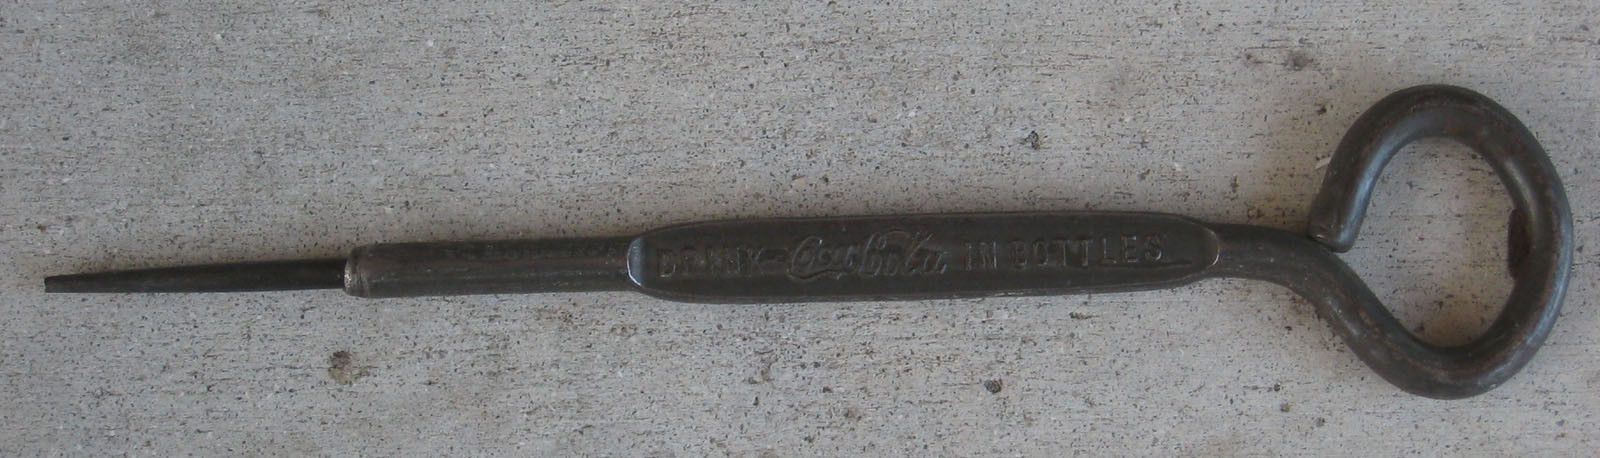 DRINK Coca-Cola IN BOTTLES